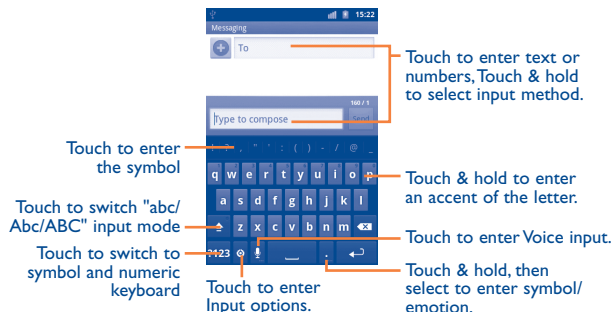 15:22
Messaging
To
160 / 1
Type to compose
Send
! ? , " ' : ( ) - / @ _
q w e r t y u i o p
a s d f g h j k l
z x c v b n m
?123 .
Touch to enter text or
numbers, Touch & hold
to select input method.
Touch to enter
the symbol
Touch & hold to enter
an accent of the letter.
Touch to switch "abc/
Abc/ABC" input mode
Touch to enter Voice input.
Touch to switch to
symbol and numeric
keyboard
Touch to enter
Input options.
Touch & hold, then
select to enter symbol/
emotion.